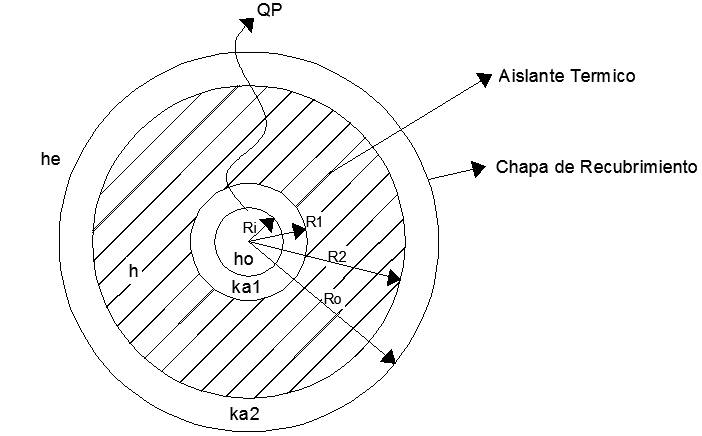 QP
Aislante Termico
he
Chapa de Recubrimiento
R1
Ri
R2
ho
h
ka1
Ro
ka2